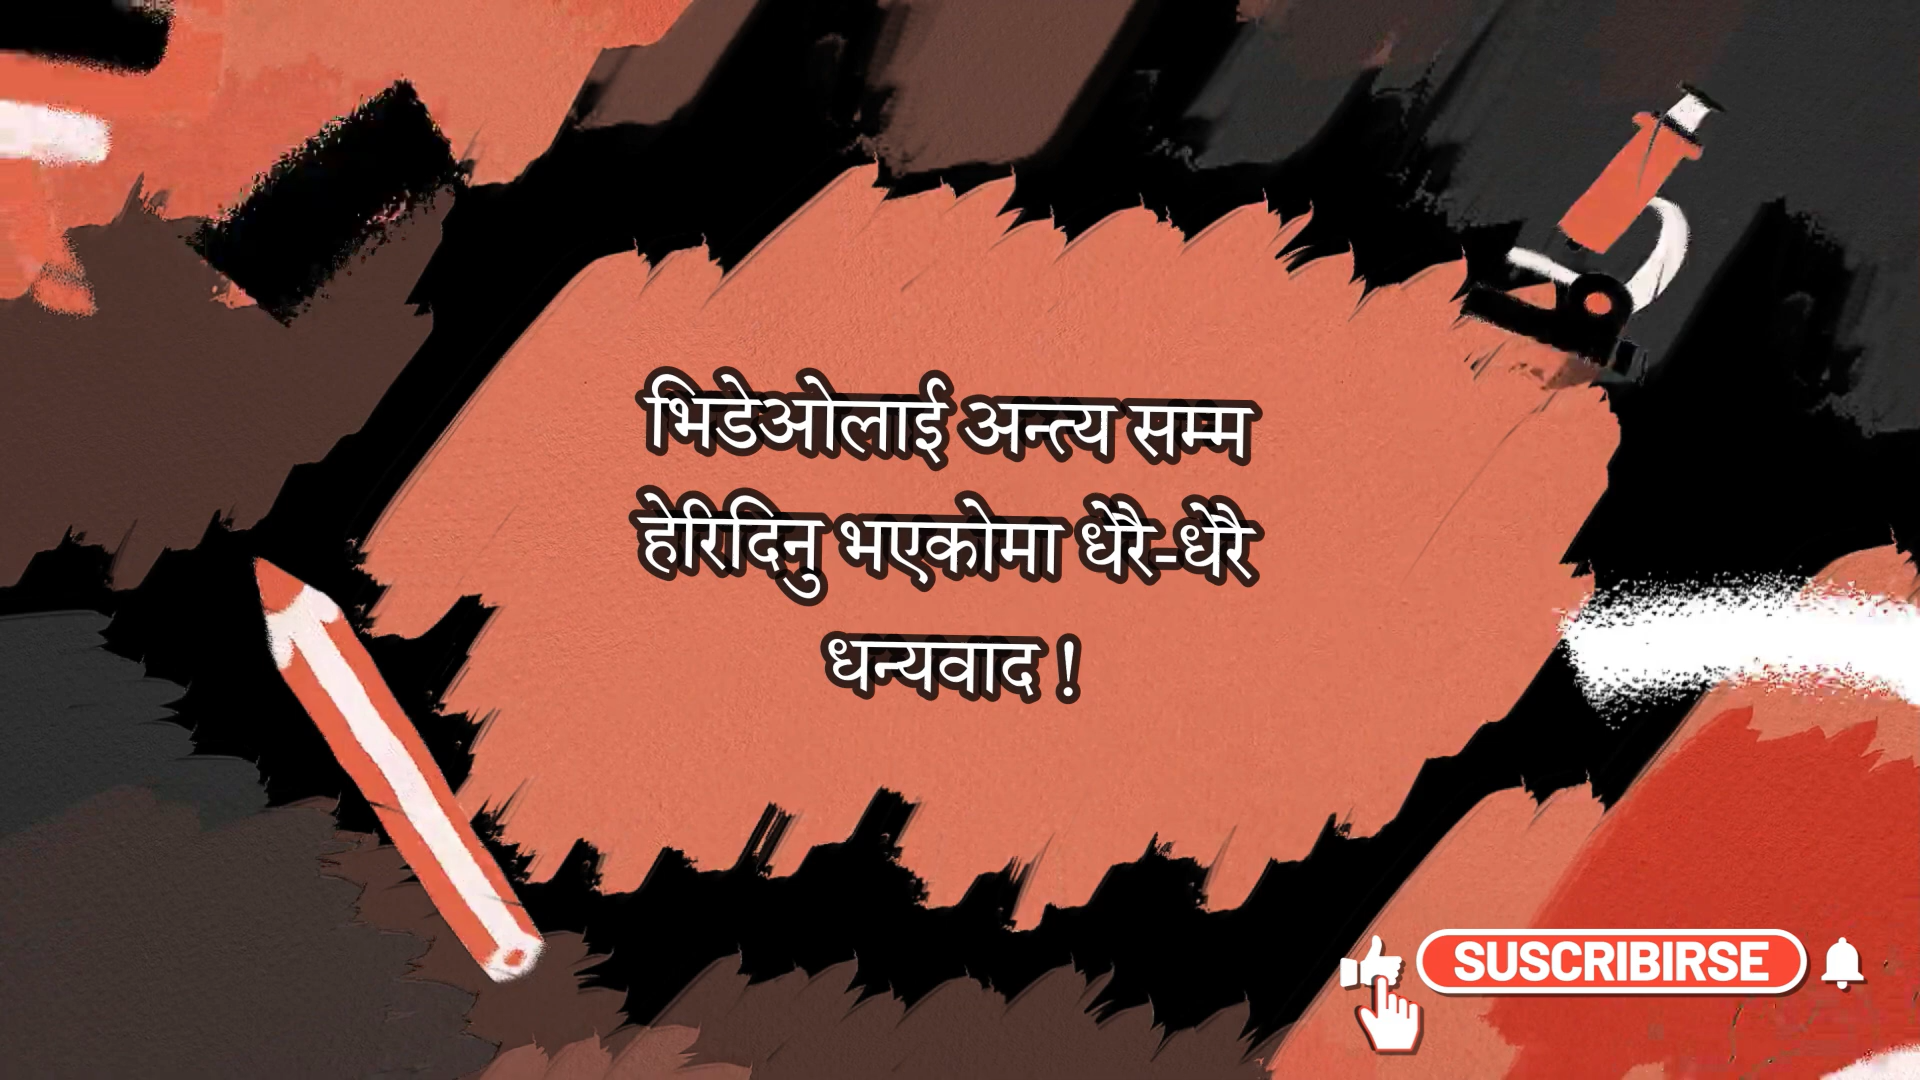 भिडेओलाई अन्त्य सम्म
हेरिदिनु भएकोमा धेरै-धेरै
धन्यवाद !
SUSCRIBIRSE